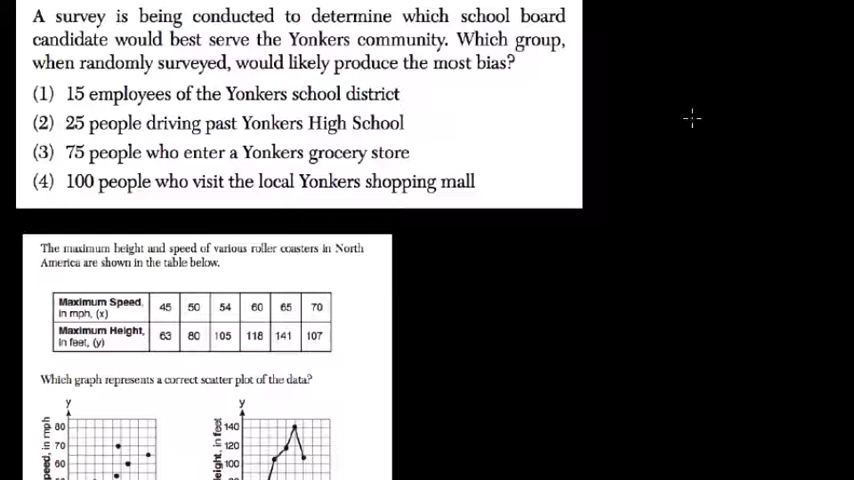 A survey is being conducted to determine which school board
candidate would best serve the Yonkers community. Which group,
when randomly surveyed, would likely produce the most bias?
(1) 15 employees of the Yonkers school district
(2) 25 people driving past Yonkers High School
(3) 75 people who enter a Yonkers grocery store
(4) 100 people who visit the local Yonkers shopping mall
The maximum height and speed of various roller coasters in North
America are shown in the table below.
Maximum Speed, 45 50 54 60 65 70
in mph, (x)
Maximum Height, 63 80 105 118 141 107
in feet, (y)
Which graph represents a correct scatter plot of the data?
y y
80 140
70 120
60 100
peed, in mph
eight, in feet